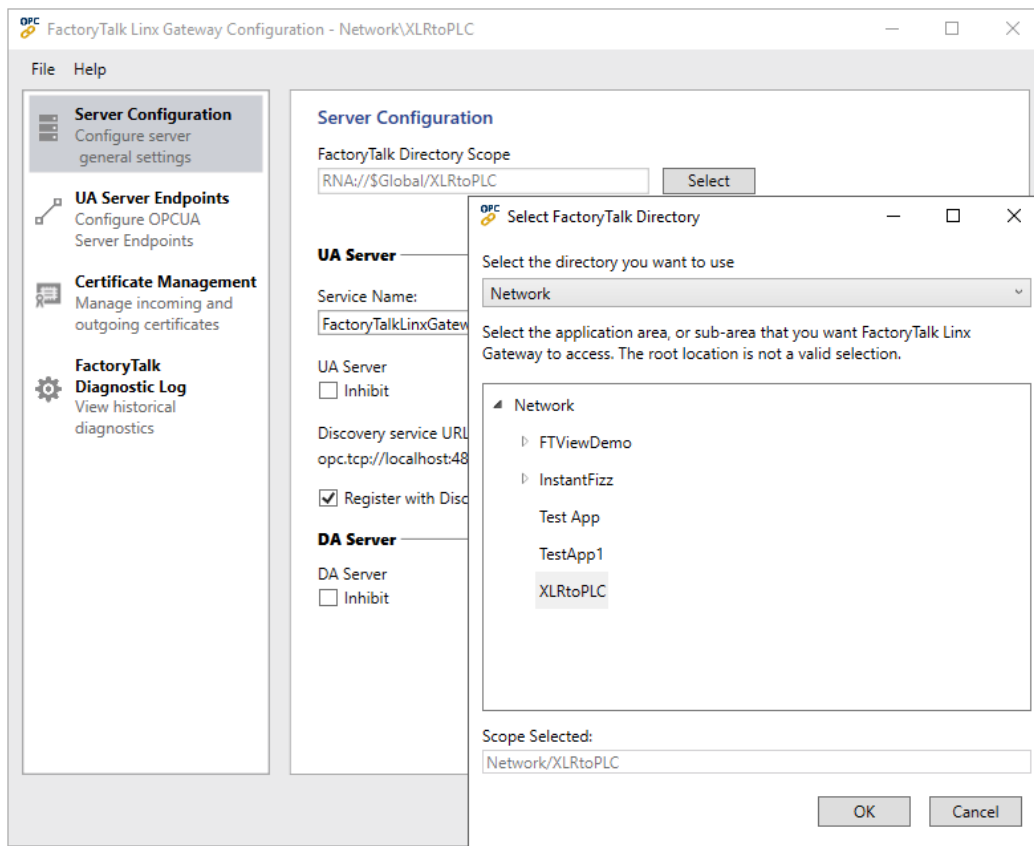 OPC FactoryTalk Linx Gateway Configuration - Network\XLRtoPLC
File Help
Server Configuration
Configure server
general settings
UA Server Endpoints
Configure OPCUA
Server Endpoints
Certificate Management
Manage incoming and
outgoing certificates
FactoryTalk
Diagnostic Log
View historical
diagnostics
Server Configuration
FactoryTalk Directory Scope
RNA://$Global/XLRtoPLC Select
UA Server
Service Name:
FactoryTalkLinxGatew
UA Server
Inhibit
Discovery service URL
opc.tcp://localhost:48
Register with Disc
DA Server
DA Server
Inhibit
OPC Select FactoryTalk Directory
Select the directory you want to use
Network
Select the application area, or sub-area that you want FactoryTalk Linx
Gateway to access. The root location is not a valid selection.
Network
FTViewDemo
InstantFizz
Test App
TestApp1
XLRtoPLC
Scope Selected:
Network/XLRtoPLC
OK Cancel